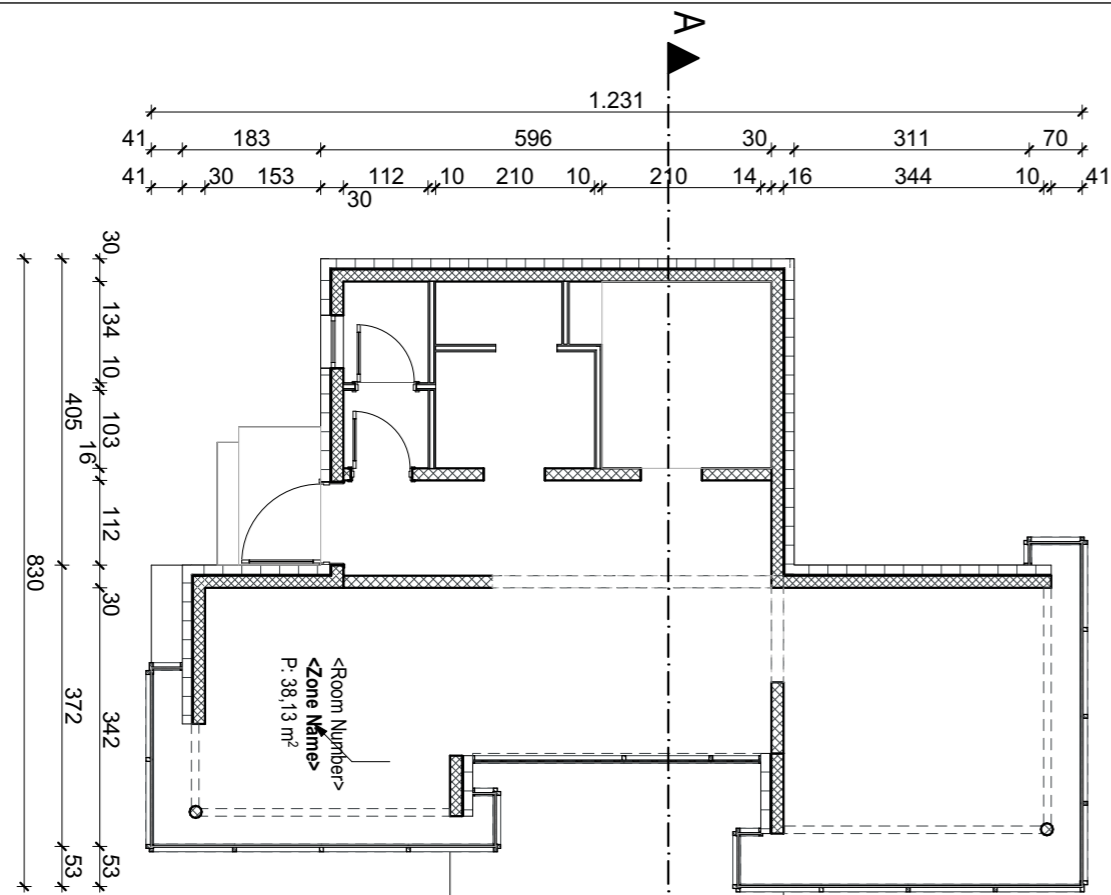 A
1.231
41 183 596 30 311 70
41 30 153 30 112 10 210 10 210 14 16 344 10 41
30 134 10 103 16 112 30 342 53
405 372 53
830
<Room Number>
<Zone Name>
P: 38,13 m²